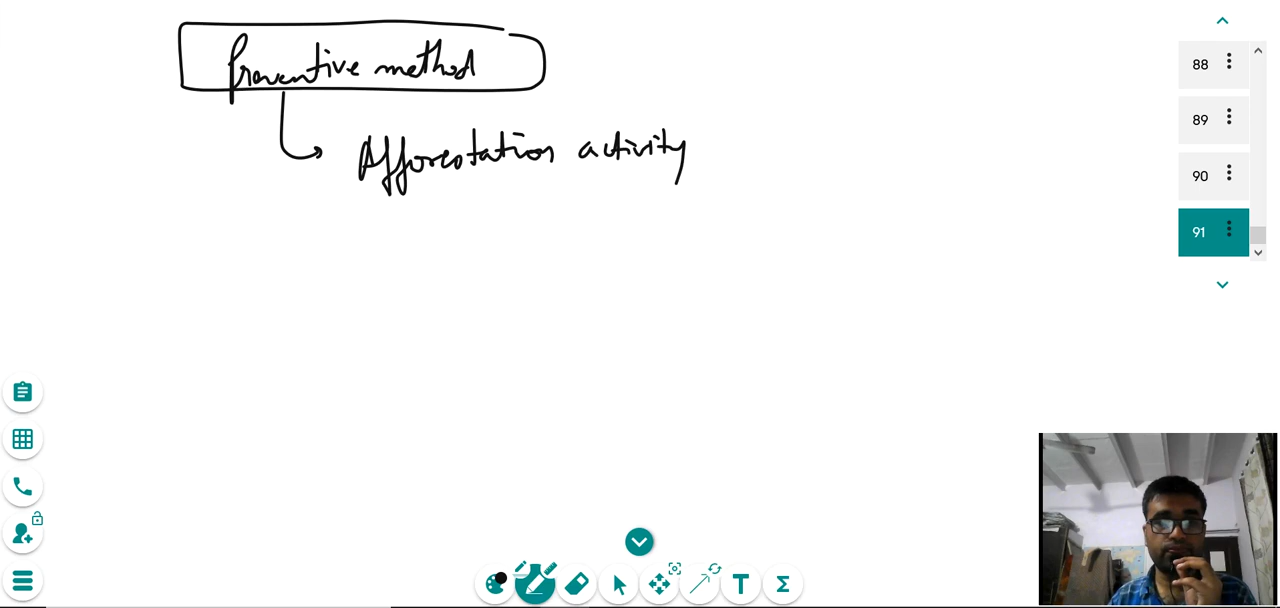 Preventive method
Afforestation activity
88
89
90
91
T
Σ